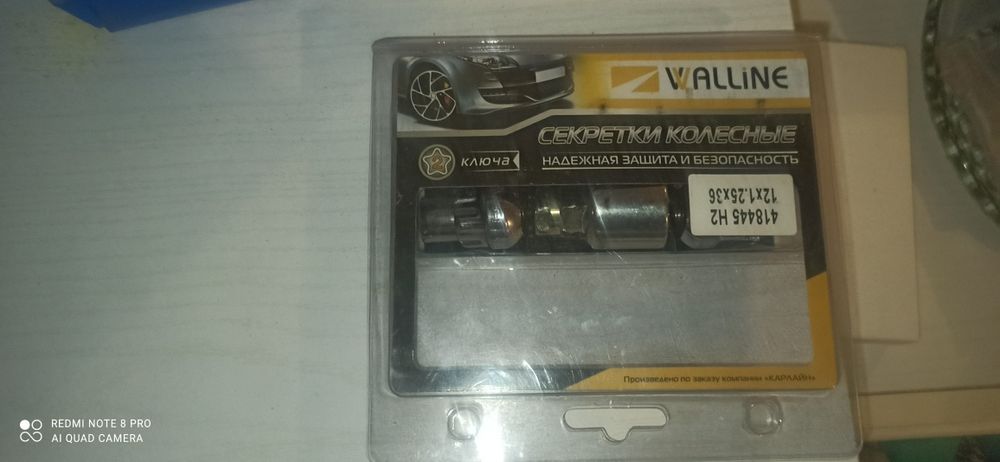 WALLINE
СЕКРЕТКИ КОЛЕСНЫЕ
2 КЛЮЧА
НАДЕЖНАЯ ЗАЩИТА И БЕЗОПАСНОСТЬ
418445 H2
12x1.25x36
Произведено по заказу компании «КАРЛАЙН»
REDMI NOTE 8 PRO
AI QUAD CAMERA